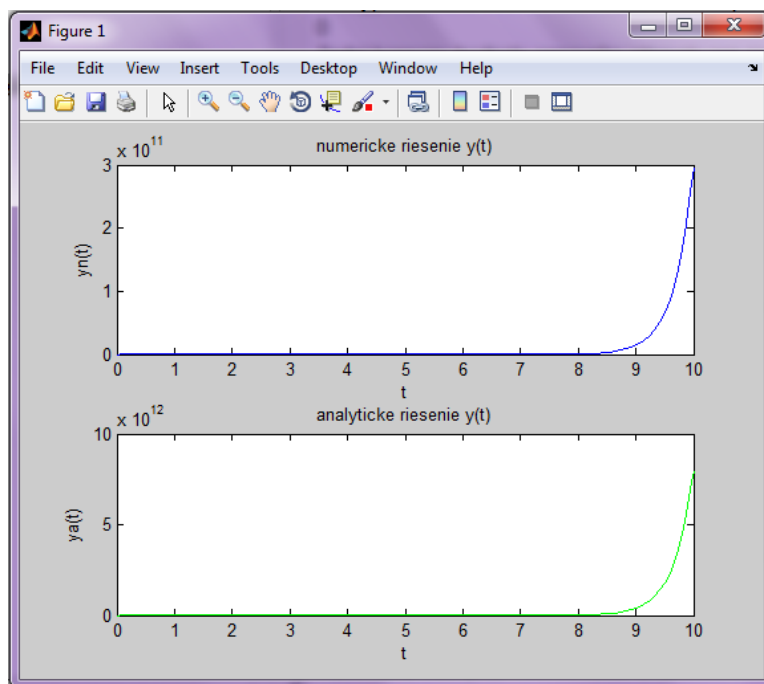 Figure 1
File Edit View Insert Tools Desktop Window Help
x 10^11
numericke riesenie y(t)
3
2
1
0
yn(t)
0 1 2 3 4 5 6 7 8 9 10
t
x 10^12
analyticke riesenie y(t)
10
5
0
ya(t)
0 1 2 3 4 5 6 7 8 9 10
t